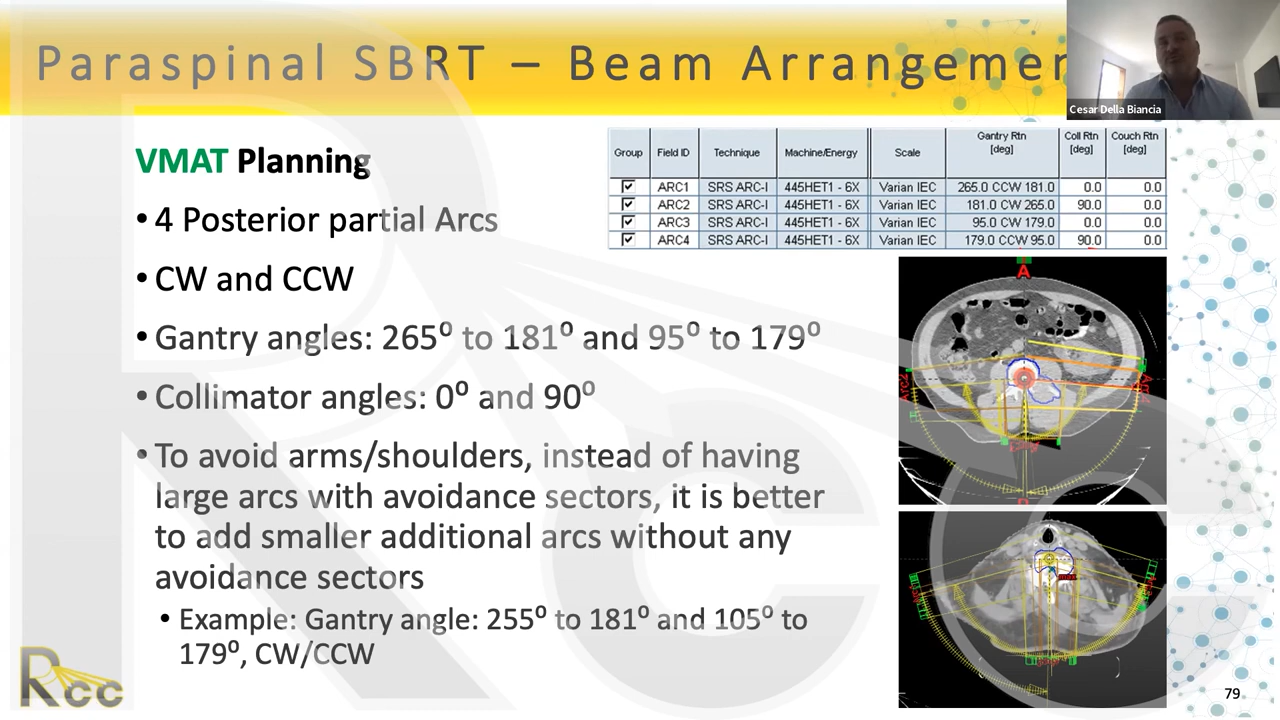 Paraspinal SBRT – Beam Arrangemen
Cesar Della Biancia
VMAT Planning
• 4 Posterior partial Arcs
• CW and CCW
• Gantry angles: 265⁰ to 181⁰ and 95⁰ to 179⁰
• Collimator angles: 0⁰ and 90⁰
• To avoid arms/shoulders, instead of having
large arcs with avoidance sectors, it is better
to add smaller additional arcs without any
avoidance sectors
• Example: Gantry angle: 255⁰ to 181⁰ and 105⁰ to
179⁰, CW/CCW
Group Field ID Technique Machine/Energy Scale Gantry Rtn [deg] Coll Rtn [deg] Couch Rtn [deg]
ARC1 SRS ARC-I 445HET1 - 6X Varian IEC 265.0 CCW 181.0 0.0 0.0
ARC2 SRS ARC-I 445HET1 - 6X Varian IEC 181.0 CW 265.0 90.0 0.0
ARC3 SRS ARC-I 445HET1 - 6X Varian IEC 95.0 CW 179.0 0.0 0.0
ARC4 SRS ARC-I 445HET1 - 6X Varian IEC 179.0 CCW 95.0 90.0 0.0
A
Arc2
max
Rcc
79